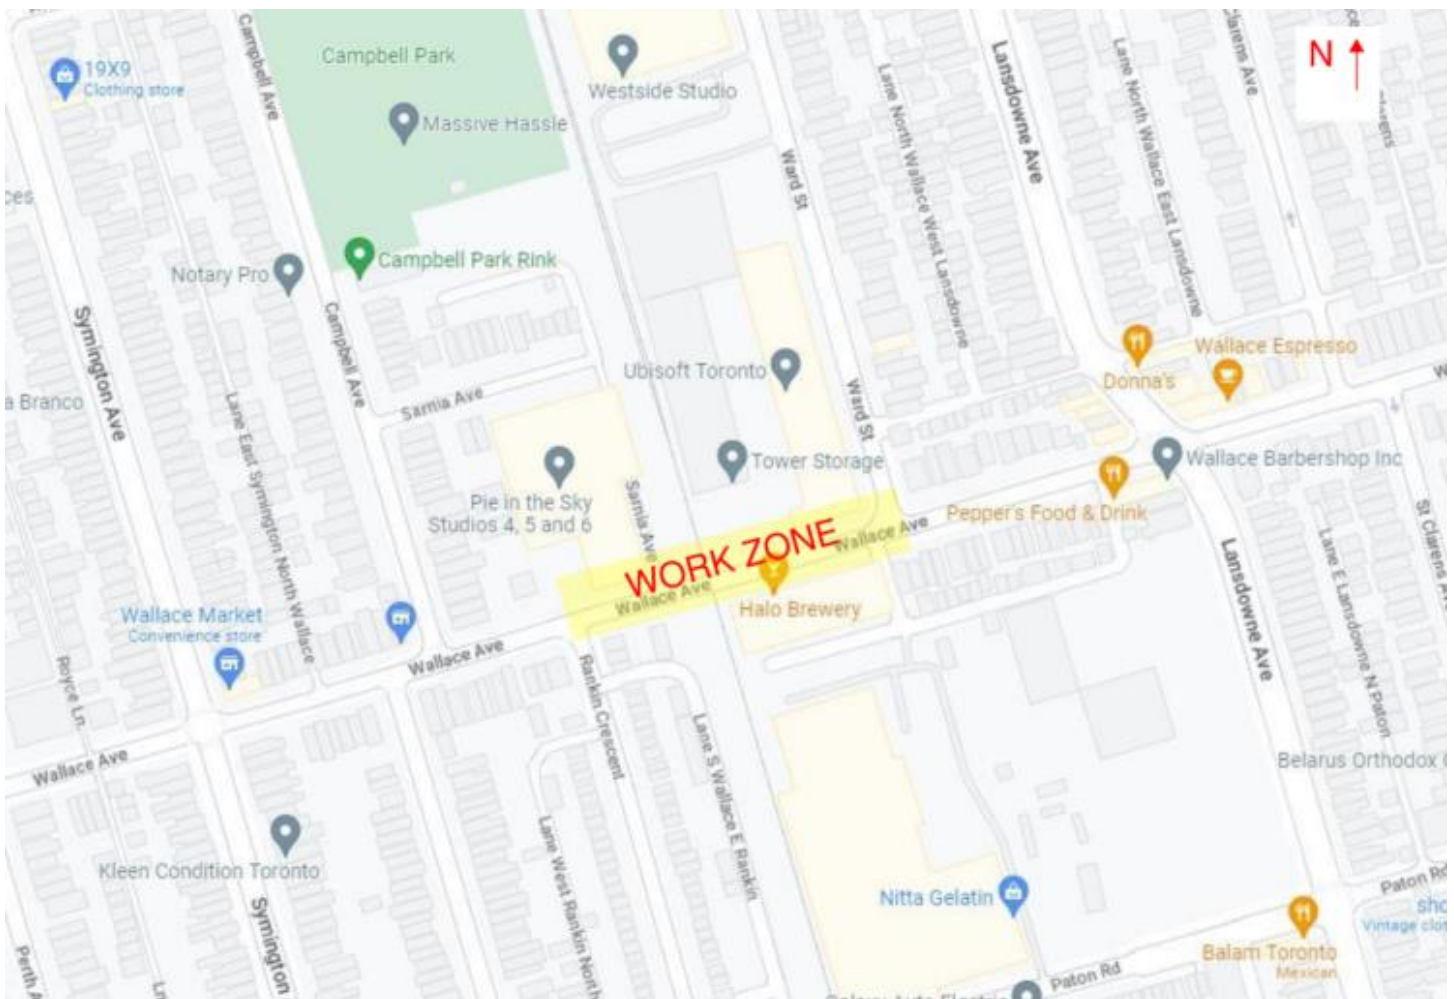 Campbell Ave
19X9
Clothing store
Campbell Park
Massive Hassle
Westside Studio
Lansdowne Ave
Lane North Wallace West Lansdowne
Lane North Wallace East Lansdowne
Clarens Ave
N
Ward St
Campbell Park Rink
Notary Pro
Symington Ave
Campbell Ave
Ubisoft Toronto
Donna's
Wallace Espresso
a Branco
Lane East Symington North Wallace
Sarnia Ave
Ward St
Tower Storage
Wallace Barbershop Inc
Pie in the Sky
Studios 4, 5 and 6
Sarnia Ave
WORK ZONE
Wallace Ave
Pepper's Food & Drink
Wallace Ave
Halo Brewery
Wallace Market
Convenience store
Wallace Ave
Royce Ln.
Rankin Crescent
Lane S Wallace E Rankin
Lansdowne Ave
Lane E Lansdowne N Paton
Wallace Ave
Belarus Orthodox
Kleen Condition Toronto
Lane West Rankin North
Nitta Gelatin
Symington
Paton Rd
Vintage
Balam Toronto
Mexican
Paton Rd
Perth